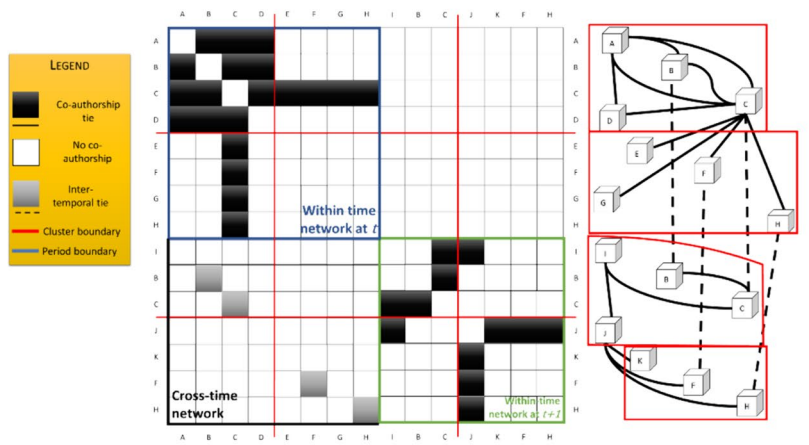 A B C D E F G H I B C J K F H
LEGEND
Co-authorship
tie
No co-
authorship
Inter-
temporal tie
Cluster boundary
Period boundary
A
B
C
D
E
F
G
H
I
B
C
J
K
F
H
Within time
network at t
Cross-time
network
Within time
network at t+1
A B C D E F G H I B C J K F H
A
B
C
D
E
F
G
H
I
B
C
J
K
F
H
A
B
C
D
E
F
G
H
I
B
C
J
K
F
H